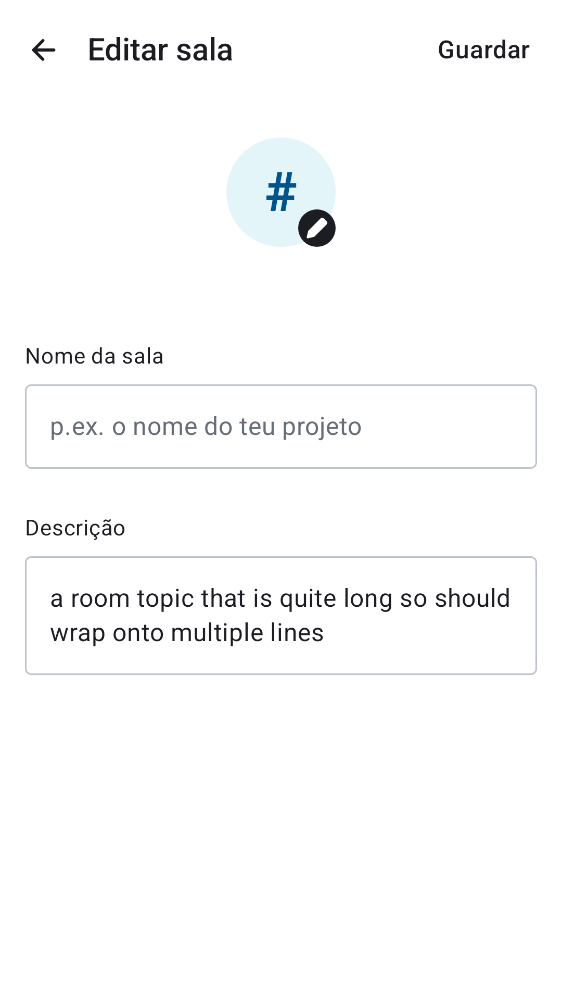 Editar sala
Guardar
#
Nome da sala
p.ex. o nome do teu projeto
Descrição
a room topic that is quite long so should
wrap onto multiple lines